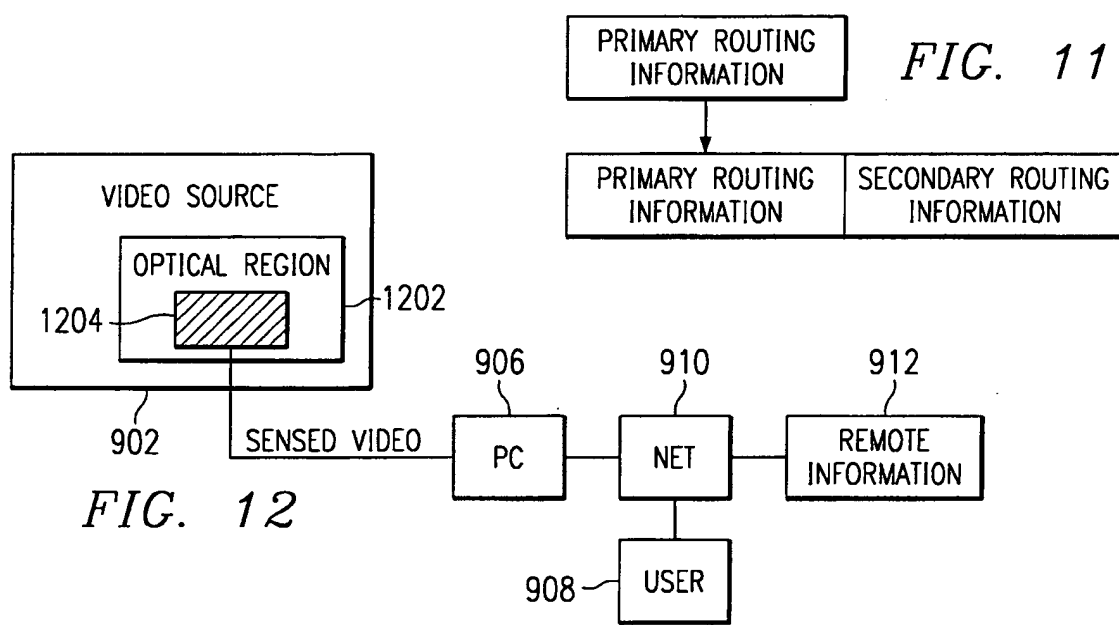 PRIMARY ROUTING
INFORMATION
FIG. 11
PRIMARY ROUTING
INFORMATION
SECONDARY ROUTING
INFORMATION
VIDEO SOURCE
OPTICAL REGION
1202
1204
902
SENSED VIDEO
906
PC
910
NET
912
REMOTE
INFORMATION
908
USER
FIG. 12